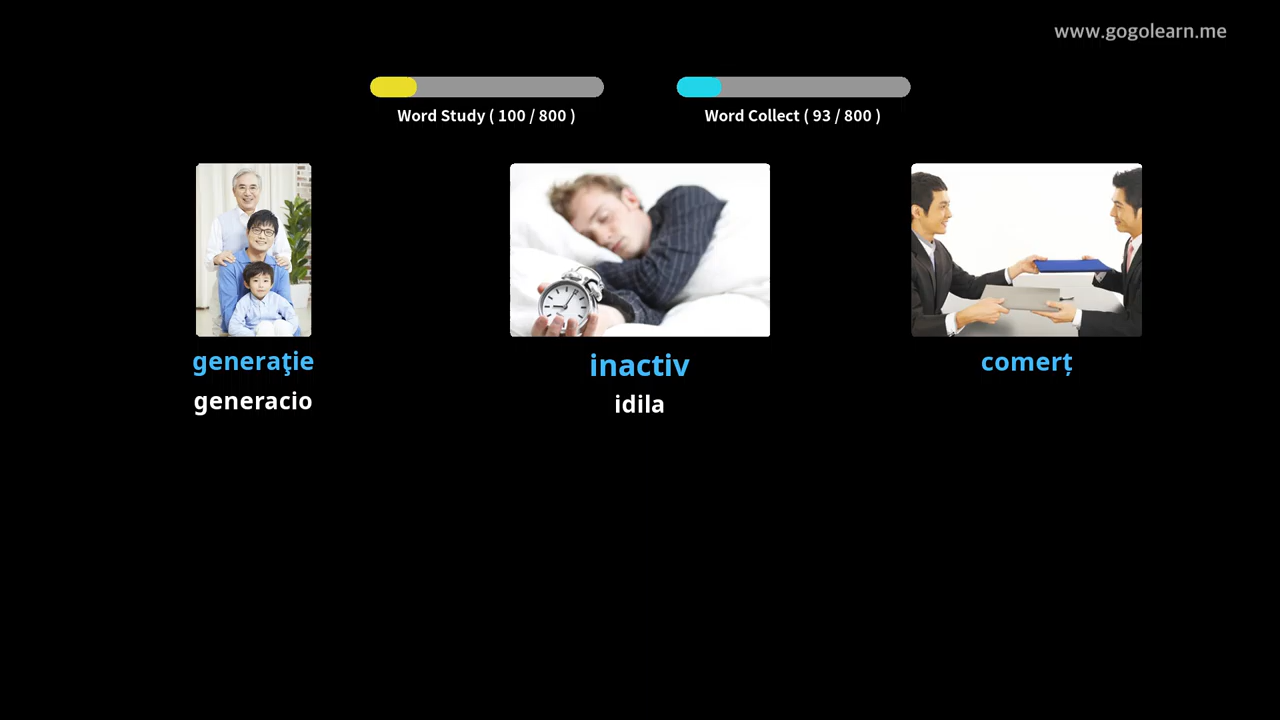 www.gogolearn.me
Word Study ( 100 / 800 )
Word Collect ( 93 / 800 )
generaţie
generacio
inactiv
idila
comerț